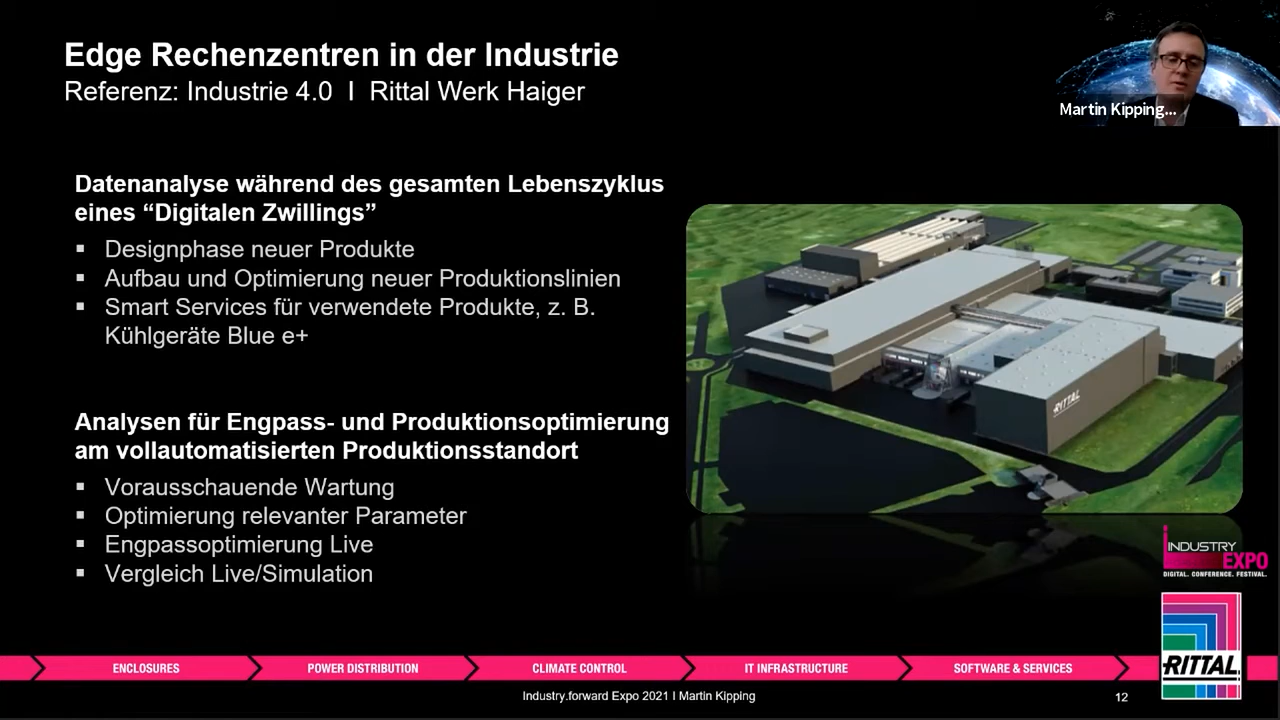 Edge Rechenzentren in der Industrie
Referenz: Industrie 4.0 I Rittal Werk Haiger
Martin Kipping...
Datenanalyse während des gesamten Lebenszyklus
eines “Digitalen Zwillings”
▪ Designphase neuer Produkte
▪ Aufbau und Optimierung neuer Produktionslinien
▪ Smart Services für verwendete Produkte, z. B.
Kühlgeräte Blue e+
Analysen für Engpass- und Produktionsoptimierung
am vollautomatisierten Produktionsstandort
▪ Vorausschauende Wartung
▪ Optimierung relevanter Parameter
▪ Engpassoptimierung Live
▪ Vergleich Live/Simulation
RITTAL
INDUSTRY
EXPO
DIGITAL. CONFERENCE. FESTIVAL.
ENCLOSURES
POWER DISTRIBUTION
CLIMATE CONTROL
IT INFRASTRUCTURE
SOFTWARE & SERVICES
RITTAL
Industry.forward Expo 2021 I Martin Kipping
12